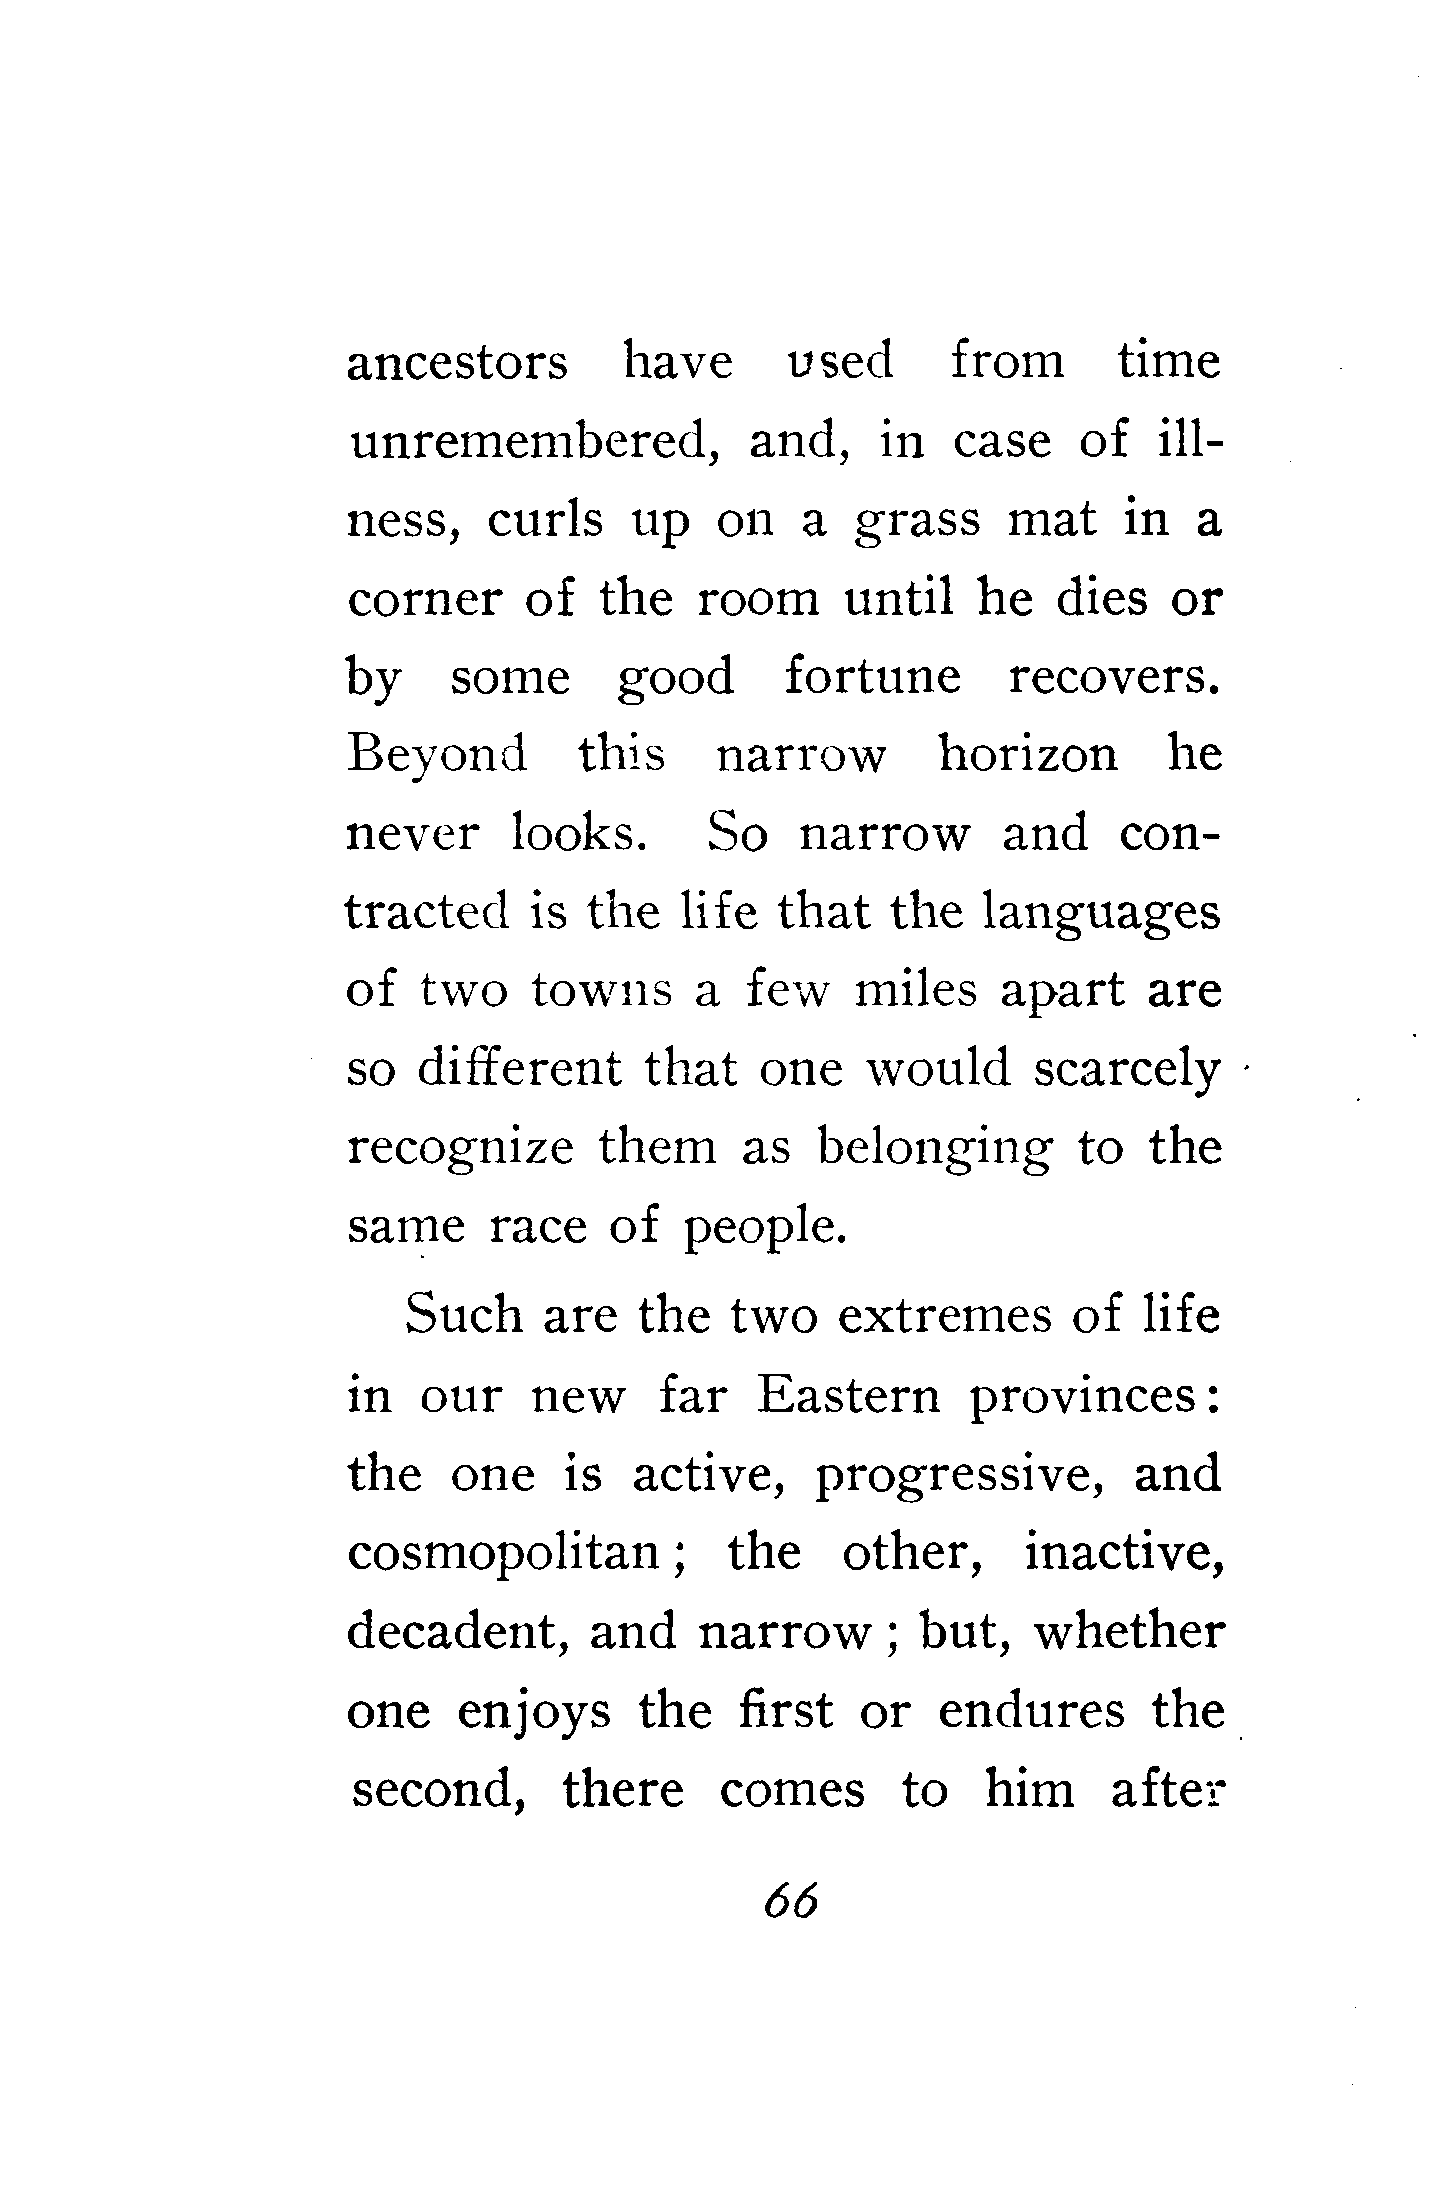 ancestors have used from time
unremembered, and, in case of ill-
ness, curls up on a grass mat in a
corner of the room until he dies or
by some good fortune recovers.
Beyond this narrow horizon he
never looks. So narrow and con-
tracted is the life that the languages
of two towns a few miles apart are
so different that one would scarcely
recognize them as belonging to the
same race of people.
Such are the two extremes of life
in our new far Eastern provinces:
the one is active, progressive, and
cosmopolitan; the other, inactive,
decadent, and narrow; but, whether
one enjoys the first or endures the
second, there comes to him after
66